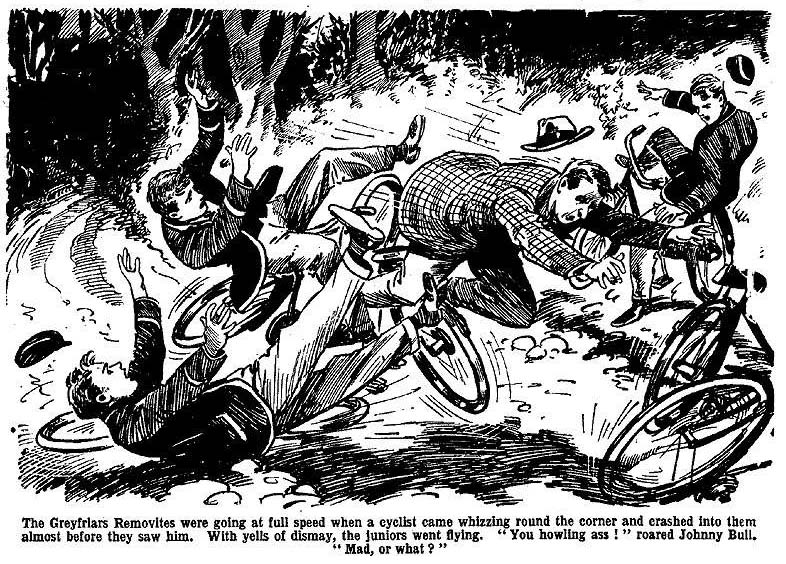 The Greyfriars Removites were going at full speed when a cyclist came whizzing round the corner and crashed into them
almost before they saw him. With yells of dismay, the juniors went flying. "You howling ass!" roared Johnny Bull.
"Mad, or what?"